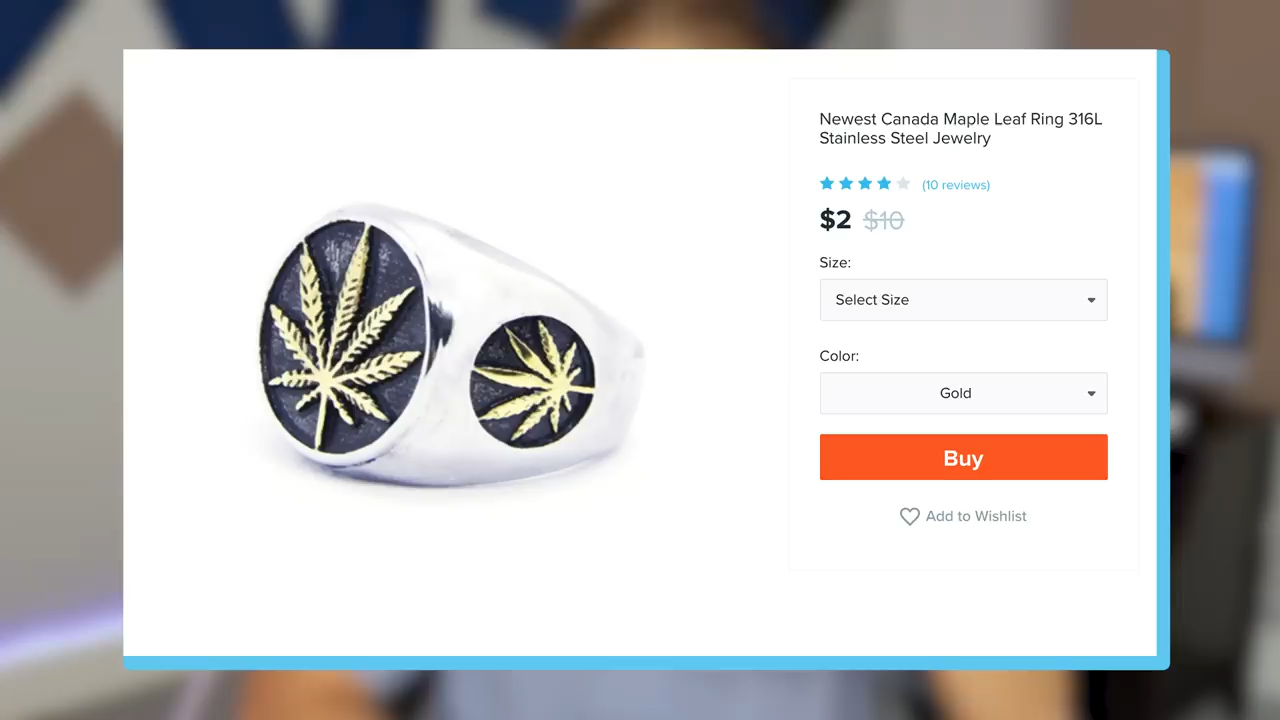 Newest Canada Maple Leaf Ring 316L
Stainless Steel Jewelry
(10 reviews)
$2 $10
Size:
Select Size
Color:
Gold
Buy
Add to Wishlist